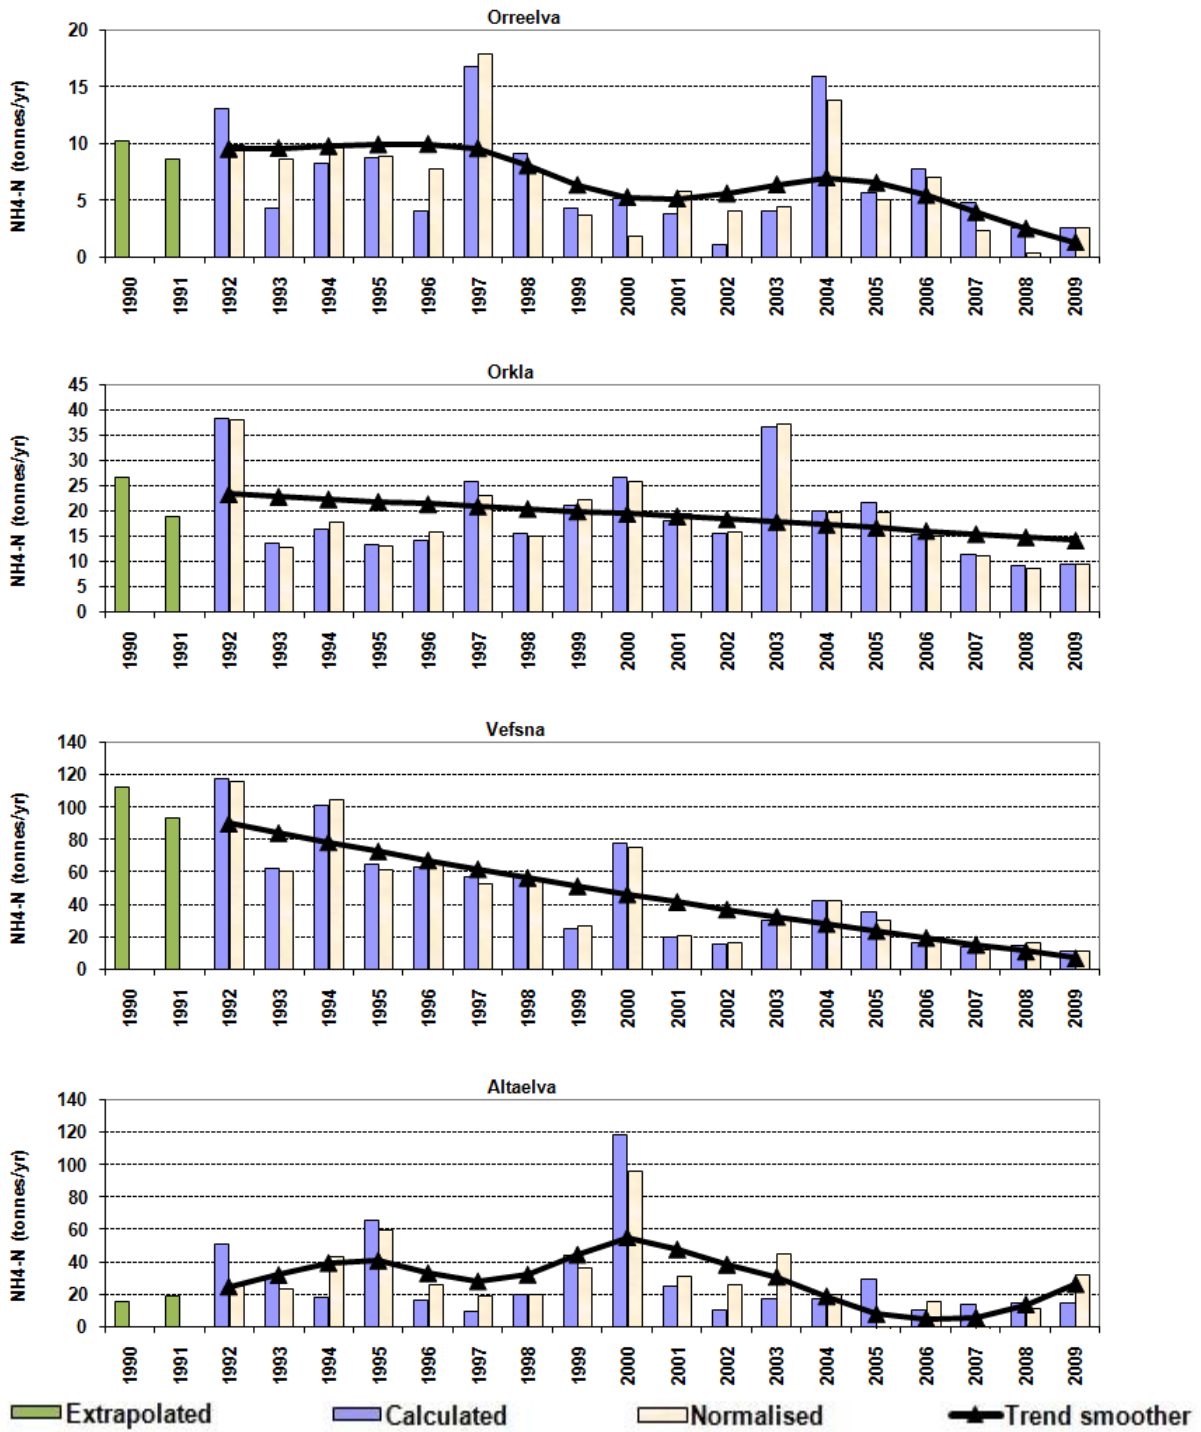 Orreelva
NH4-N (tonnes/yr)
20
15
10
5
0
1990 1991 1992 1993 1994 1995 1996 1997 1998 1999 2000 2001 2002 2003 2004 2005 2006 2007 2008 2009
Orkla
NH4-N (tonnes/yr)
45
40
35
30
25
20
15
10
5
0
1990 1991 1992 1993 1994 1995 1996 1997 1998 1999 2000 2001 2002 2003 2004 2005 2006 2007 2008 2009
Vefsna
NH4-N (tonnes/yr)
140
120
100
80
60
40
20
0
1990 1991 1992 1993 1994 1995 1996 1997 1998 1999 2000 2001 2002 2003 2004 2005 2006 2007 2008 2009
Altaelva
NH4-N (tonnes/yr)
140
120
100
80
60
40
20
0
1990 1991 1992 1993 1994 1995 1996 1997 1998 1999 2000 2001 2002 2003 2004 2005 2006 2007 2008 2009
Extrapolated Calculated Normalised Trend smoother